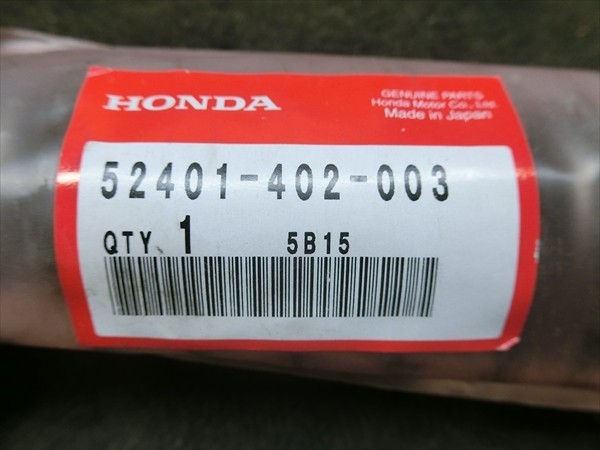 HONDA
GENUINE PARTS
Honda Motor Co., Ltd.
Made in Japan
52401-402-003
QTY 1 5B15